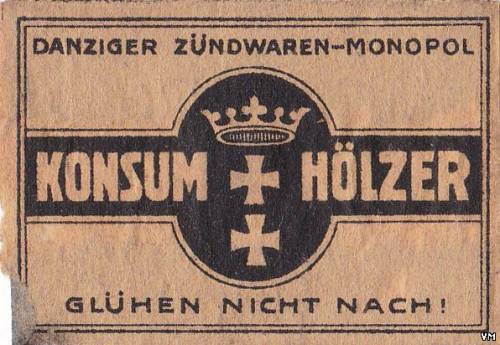 DANZIGER ZÜNDWAREN-MONOPOL
KONSUM HÖLZER
GLÜHEN NICHT NACH!
VM